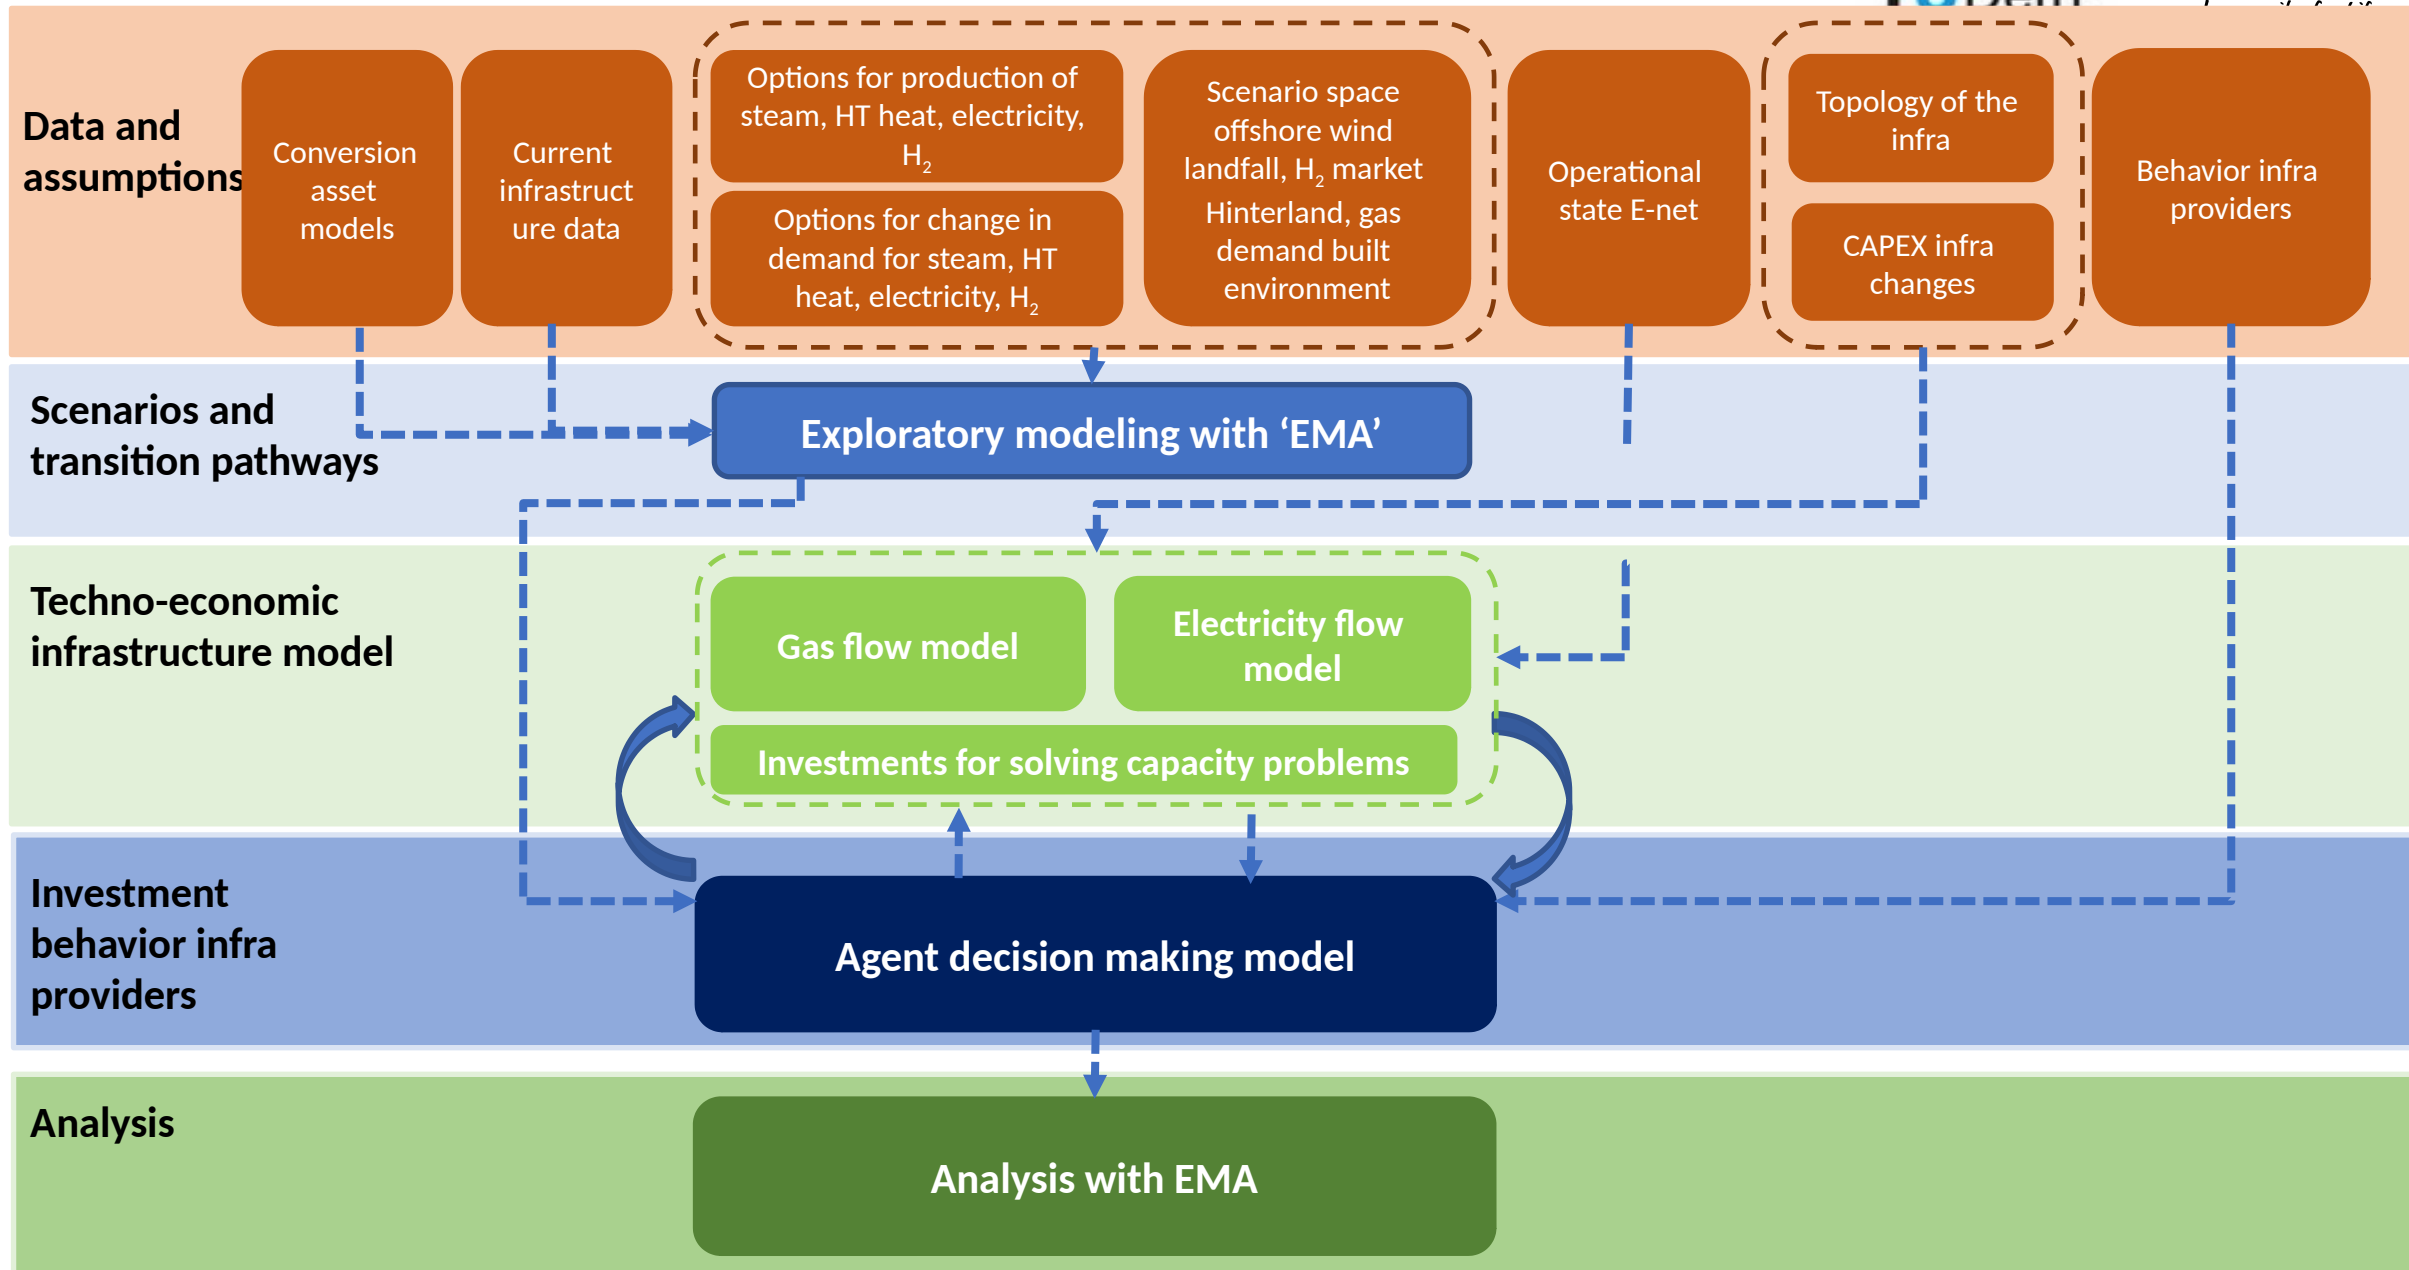 Data and
assumptions
Conversion
asset
models
Current
infrastruct
ure data
Options for production of
steam, HT heat, electricity,
H₂
Options for change in
demand for steam, HT
heat, electricity, H₂
Scenario space
offshore wind
landfall, H₂ market
Hinterland, gas
demand built
environment
Operational
state E-net
Topology of the
infra
CAPEX infra
changes
Behavior infra
providers
Scenarios and
transition pathways
Exploratory modeling with ‘EMA’
Techno-economic
infrastructure model
Gas flow model
Electricity flow
model
Investments for solving capacity problems
Investment
behavior infra
providers
Agent decision making model
Analysis
Analysis with EMA